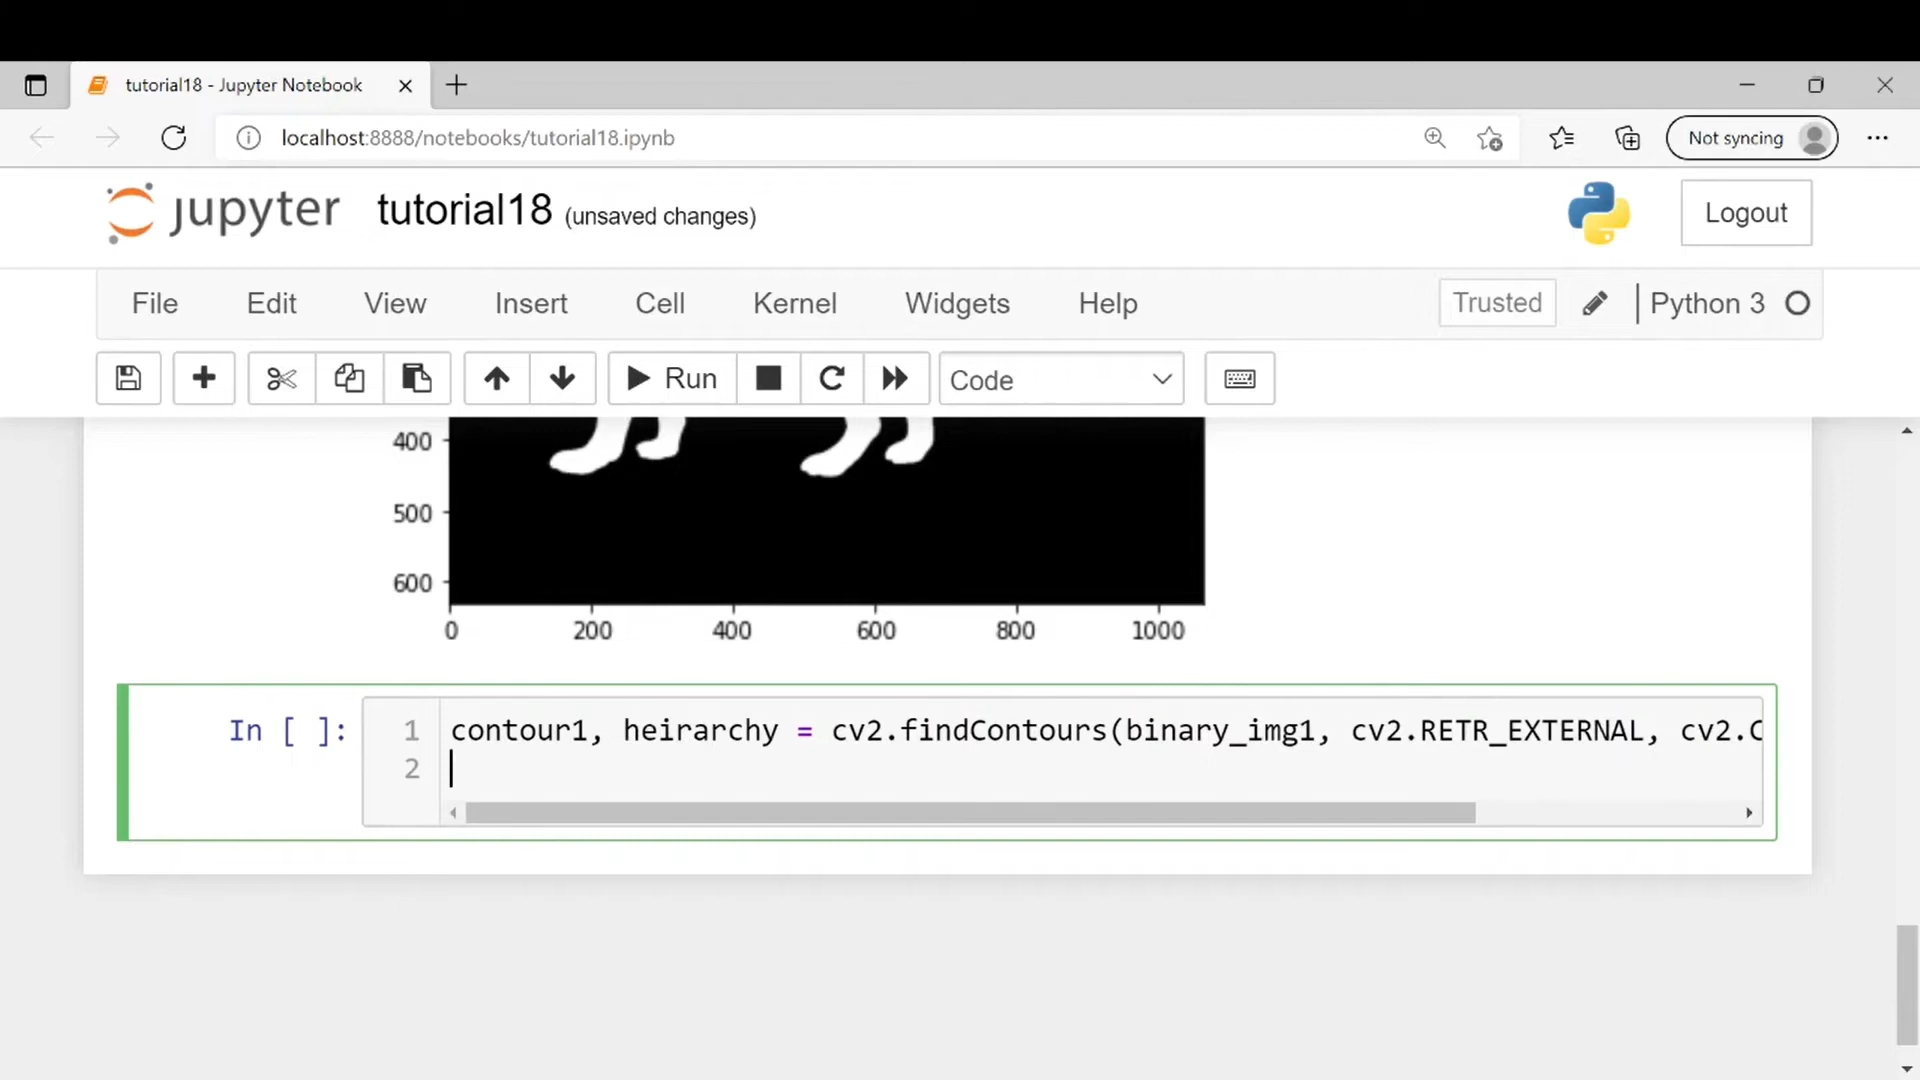 tutorial18 - Jupyter Notebook
localhost:8888/notebooks/tutorial18.ipynb
Not syncing
jupyter tutorial18 (unsaved changes)
Logout
File Edit View Insert Cell Kernel Widgets Help
Trusted Python 3
Run Code
400
500
600
0 200 400 600 800 1000
In [ ]: 1 contour1, heirarchy = cv2.findContours(binary_img1, cv2.RETR_EXTERNAL, cv2.C
2